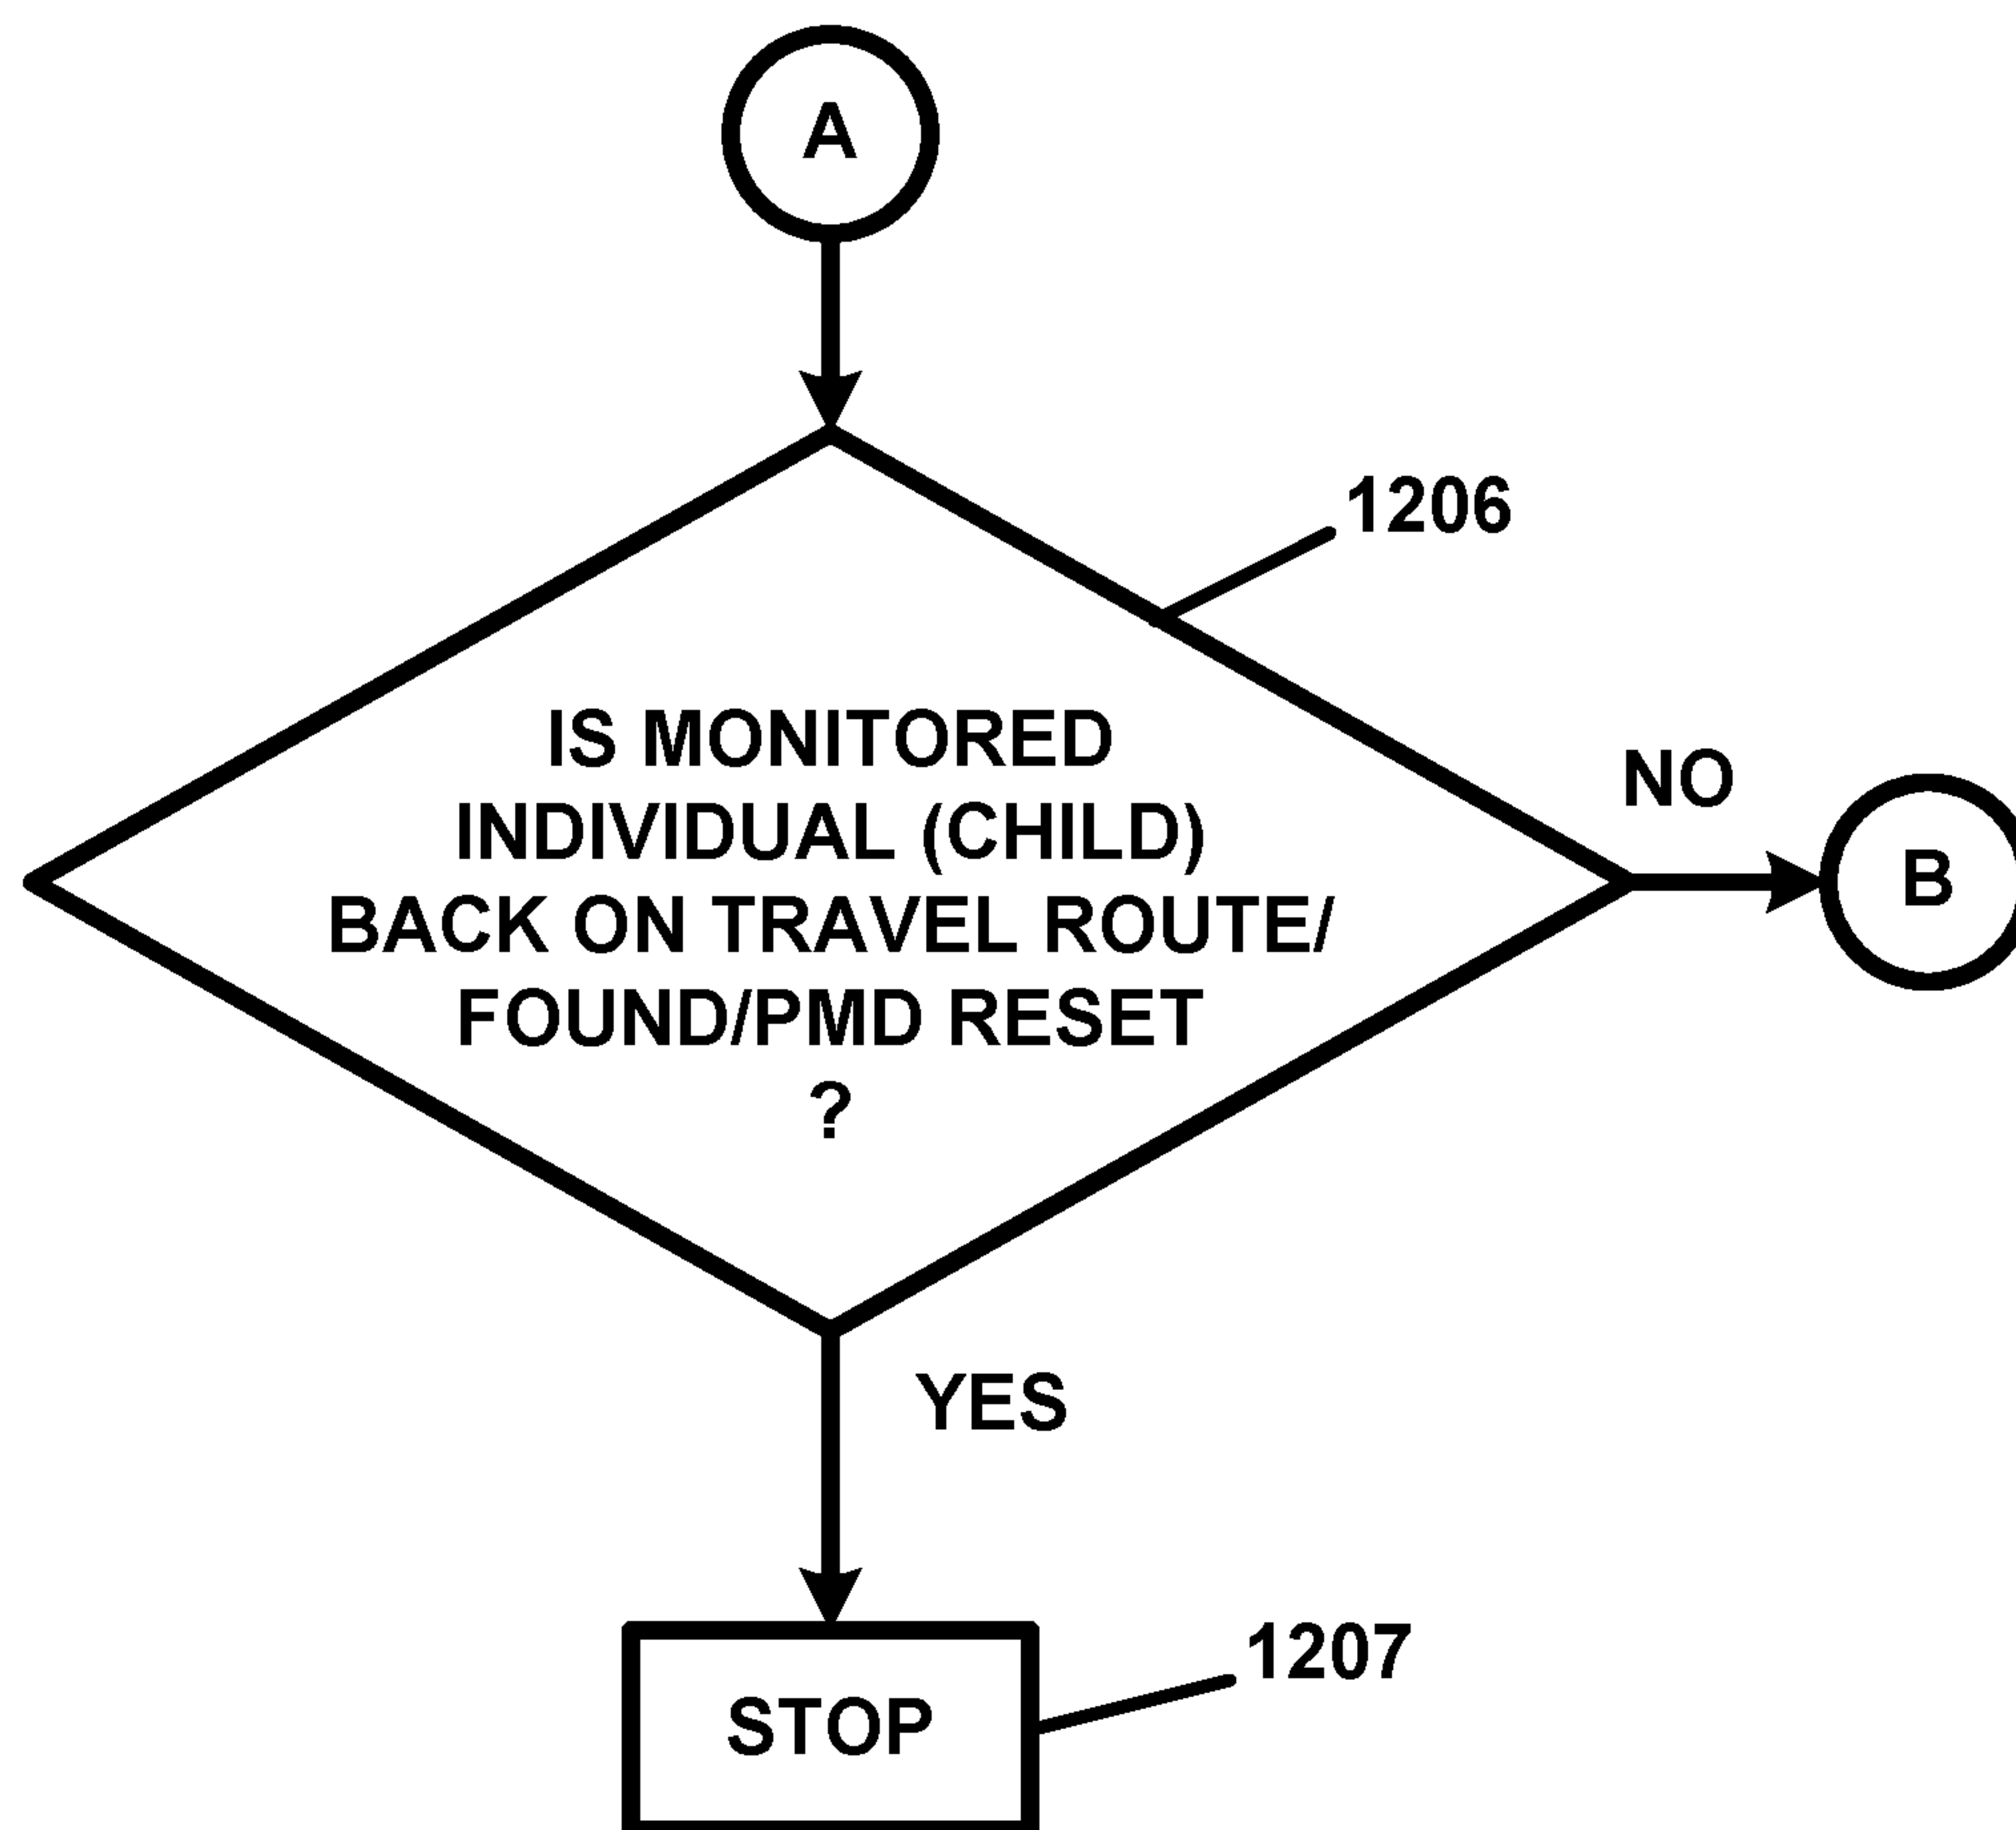 A
1206
IS MONITORED
INDIVIDUAL (CHILD)
BACK ON TRAVEL ROUTE/
FOUND/PMD RESET
?
NO
B
YES
1207
STOP